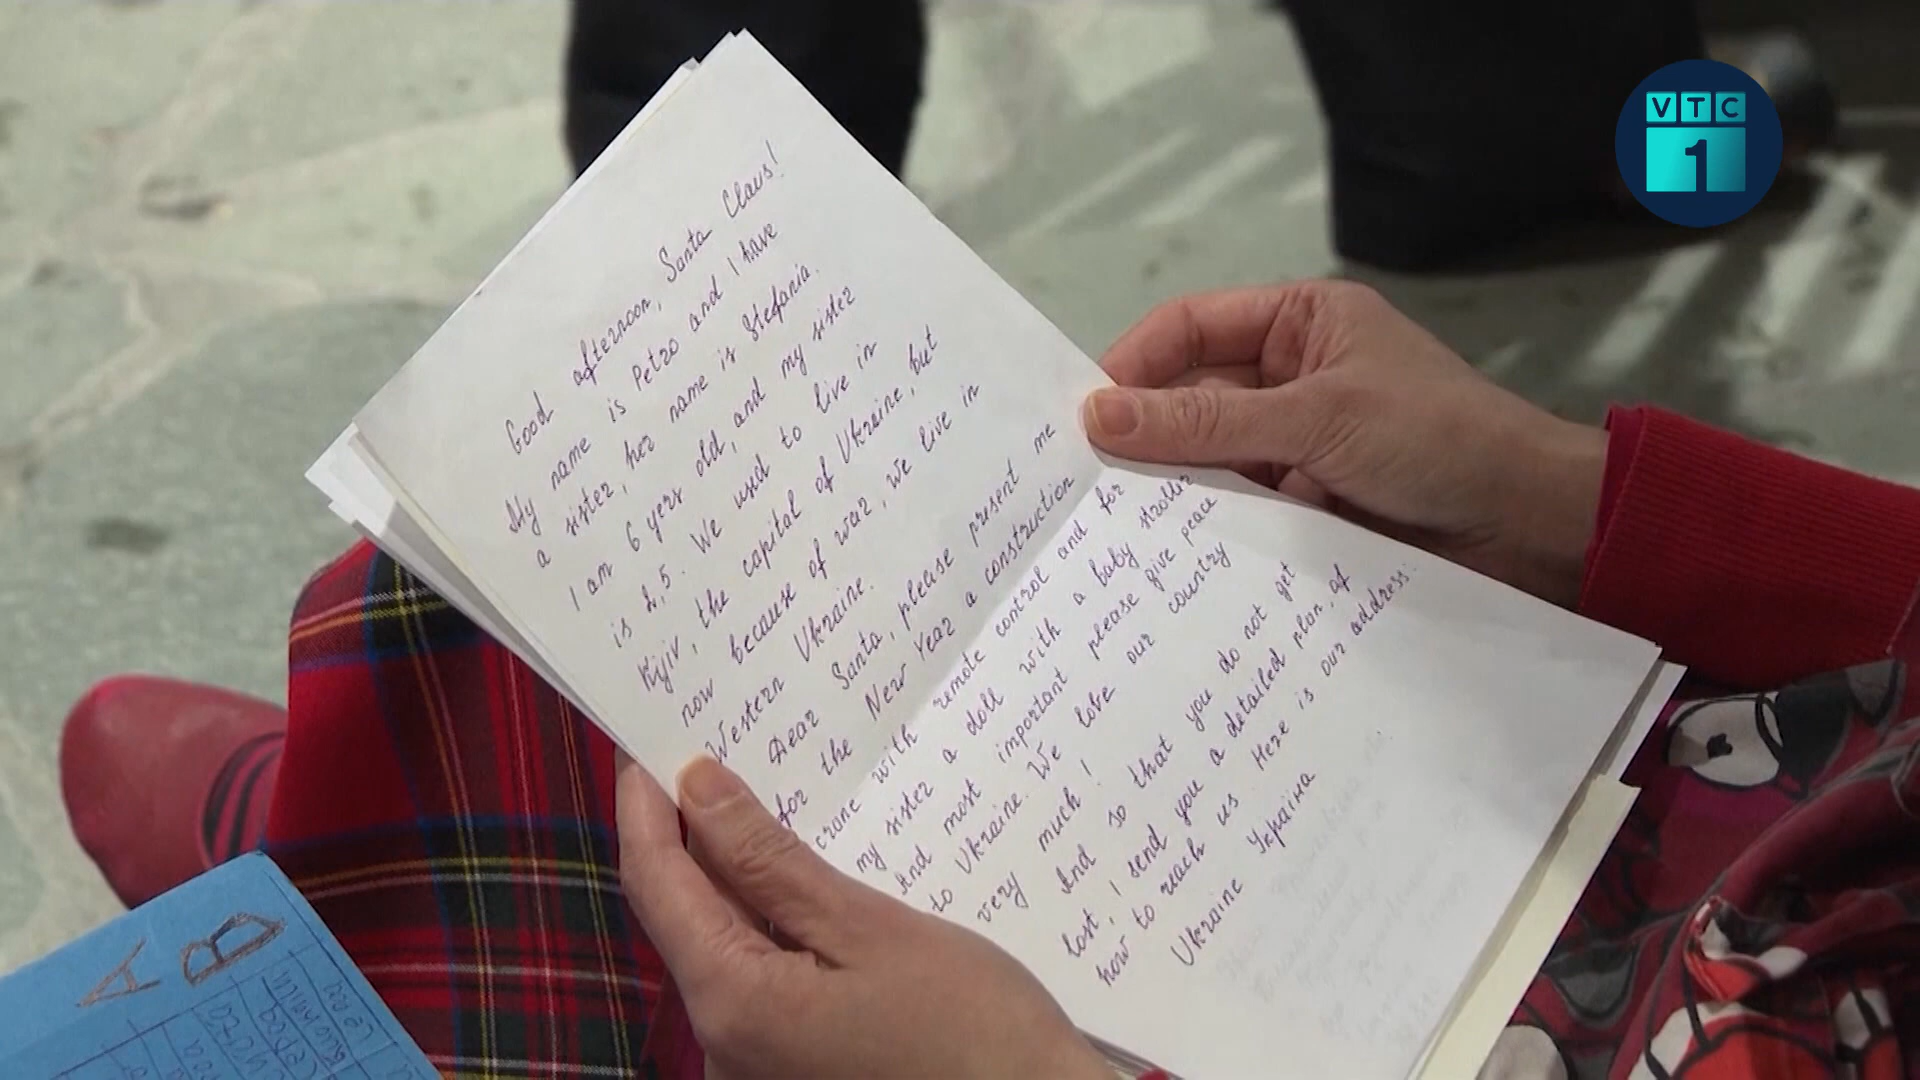 VTC
1
Good afternoon, Santa Claus!
My name is Petro and I have
a sister, her name is Stefania.
I am 6 yers old, and my sister
is 2,5. We used to live in
Kijiv, the capital of Ukraine, but
now because of war, we live in
Western Ukraine.
Dear Santa, please present me
for the New Year a construction
crane with remote control and for
my sister a doll with a baby stroller.
And most important please give peace
to Ukraine. We love our country
very much!
And so that you do not get
lost, I send you a detailed plan, of
how to reach us. Here is our address:
Ukraine Україна
А В